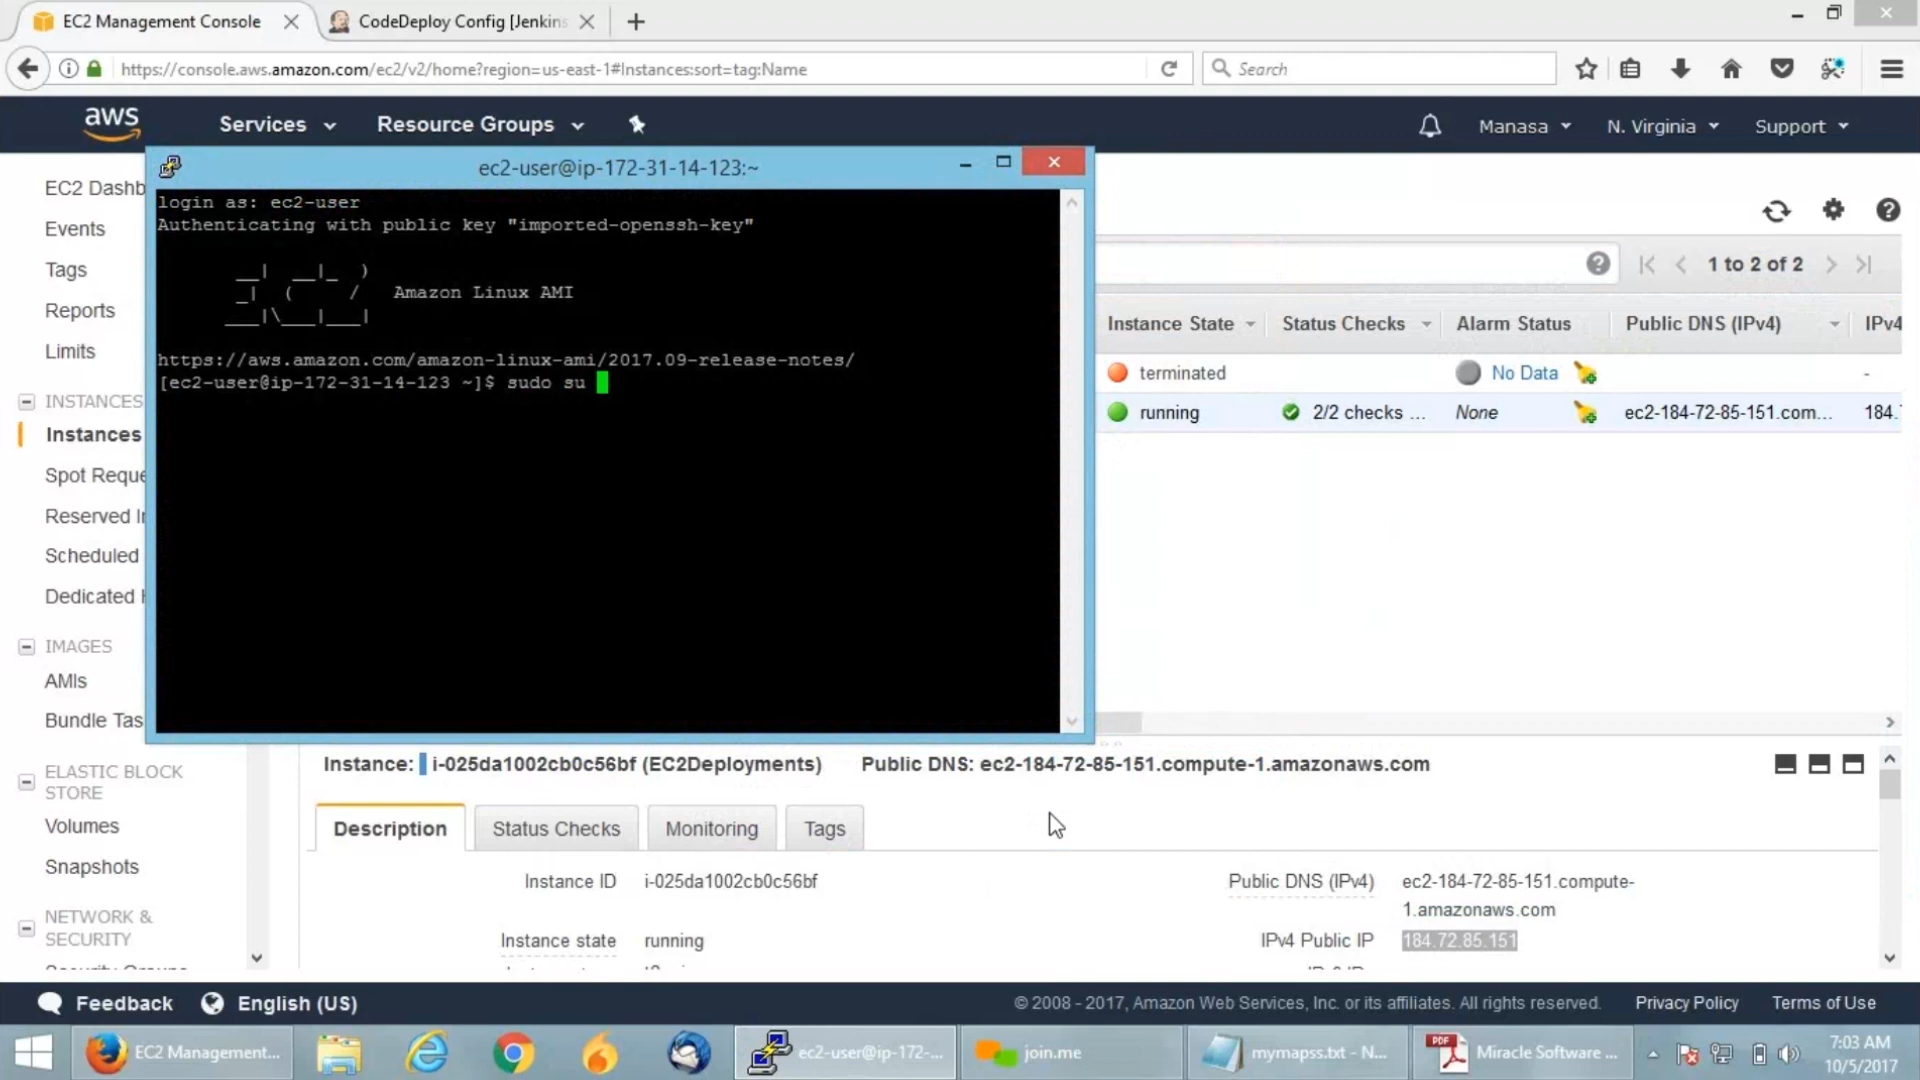 EC2 Management Console
CodeDeploy Config [Jenkins
https://console.aws.amazon.com/ec2/v2/home?region=us-east-1#Instances:sort=tag:Name
Search
aws
Services
Resource Groups
Manasa
N. Virginia
Support
ec2-user@ip-172-31-14-123:~
login as: ec2-user
Authenticating with public key "imported-openssh-key"
__|  __|_  )
_|  (     /   Amazon Linux AMI
___|\___|___|
https://aws.amazon.com/amazon-linux-ami/2017.09-release-notes/
[ec2-user@ip-172-31-14-123 ~]$ sudo su
EC2 Dashb
Events
Tags
Reports
Limits
INSTANCES
Instances
Spot Reque
Reserved I
Scheduled
Dedicated H
IMAGES
AMIs
Bundle Tas
ELASTIC BLOCK
STORE
Volumes
Snapshots
NETWORK &
SECURITY
1 to 2 of 2
Instance State
Status Checks
Alarm Status
Public DNS (IPv4)
IPv4
terminated
No Data
-
running
2/2 checks ...
None
ec2-184-72-85-151.com...
184.
Instance: i-025da1002cb0c56bf (EC2Deployments)
Public DNS: ec2-184-72-85-151.compute-1.amazonaws.com
Description
Status Checks
Monitoring
Tags
Instance ID
i-025da1002cb0c56bf
Public DNS (IPv4)
ec2-184-72-85-151.compute-
1.amazonaws.com
Instance state
running
IPv4 Public IP
184.72.85.151
Feedback
English (US)
© 2008 - 2017, Amazon Web Services, Inc. or its affiliates. All rights reserved.
Privacy Policy
Terms of Use
EC2 Management...
ec2-user@ip-172-...
join.me
mymapss.txt - N...
PDF
Miracle Software ...
7:03 AM
10/5/2017